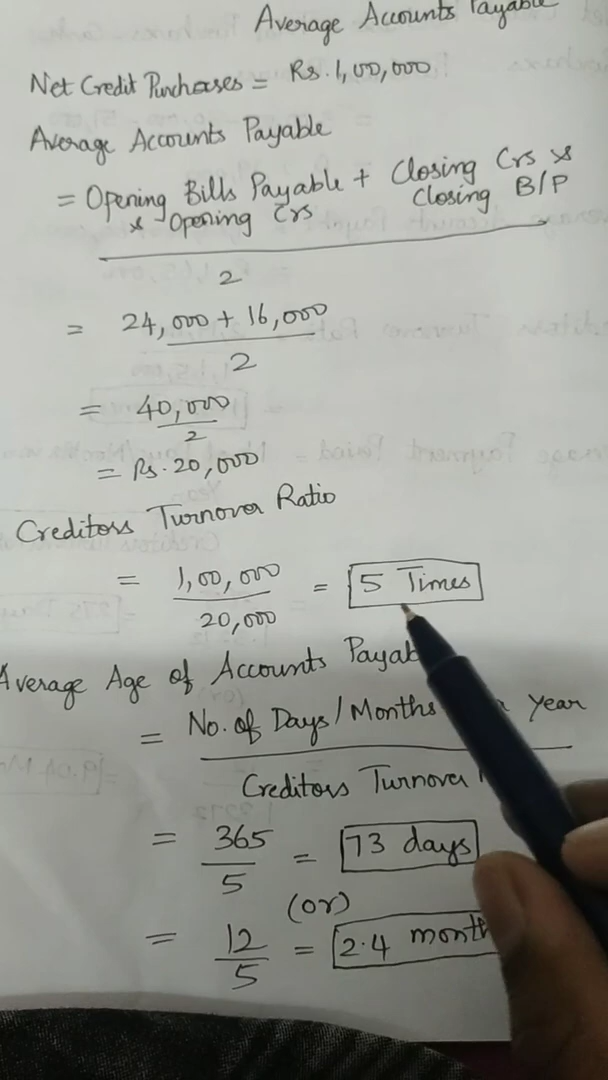 Average Accounts Payable
Net Credit Purchases = Rs. 1,00,000
Average Accounts Payable
= Opening Bills Payable + Closing Crs &
& Opening Crs Closing B/P
2
= 24,000 + 16,000
2
= 40,000
2
= Rs. 20,000
Creditors Turnover Ratio
= 1,00,000 = 5 Times
20,000
Average Age of Accounts Payab
= No. of Days/Months Year
Creditors Turnover
= 365 = 73 days
5
(or)
= 12 = 2.4 month
5